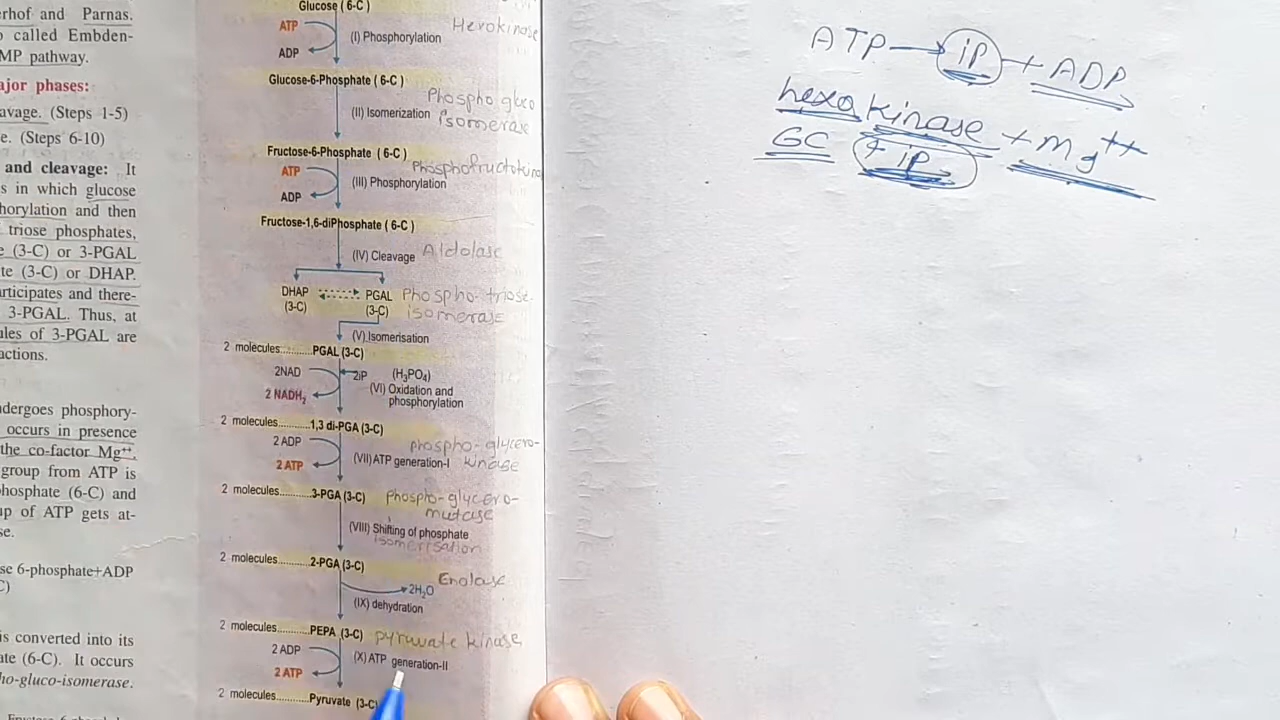 erhof and Parnas.
o called Embden-
MP pathway.
ajor phases:
avage. (Steps 1-5)
e. (Steps 6-10)
and cleavage: It
s in which glucose
horylation and then
triose phosphates,
e (3-C) or 3-PGAL
te (3-C) or DHAP.
articipates and there-
3-PGAL. Thus, at
ules of 3-PGAL are
actions.
ndergoes phosphory-
occurs in presence
the co-factor Mg++.
group from ATP is
hosphate (6-C) and
up of ATP gets at-
se.
se 6-phosphate+ADP
C)
is converted into its
ate (6-C). It occurs
ho-gluco-isomerase.
Glucose ( 6-C )
ATP
(I) Phosphorylation
Hexokinase
ADP
Glucose-6-Phosphate ( 6-C )
(II) Isomerization
Phospho gluco
isomerase
Fructose-6-Phosphate ( 6-C )
Phosphofructokina
ATP
(III) Phosphorylation
ADP
Fructose-1,6-diPhosphate ( 6-C )
(IV) Cleavage Aldolase
DHAP
(3-C)
PGAL
(3-C)
Phospho-triose-
isomerase
(V) Isomerisation
2 molecules............PGAL (3-C)
2NAD
2iP (H3PO4)
2 NADH2
(VI) Oxidation and
phosphorylation
2 molecules............1,3 di-PGA (3-C)
2 ADP
phospho-glycero-
kinase
(VII) ATP generation-I
2 ATP
2 molecules............3-PGA (3-C)
Phospho-glycero-
mutase
(VIII) Shifting of phosphate
isomerisation
2 molecules............2-PGA (3-C)
Enolase
2H2O
(IX) dehydration
2 molecules............PEPA (3-C) pyruvate kinase
2 ADP
(X) ATP generation-II
2 ATP
2 molecules............Pyruvate (3-C)
ATP → iP + ADP
hexokinase + Mg++
GC + iP